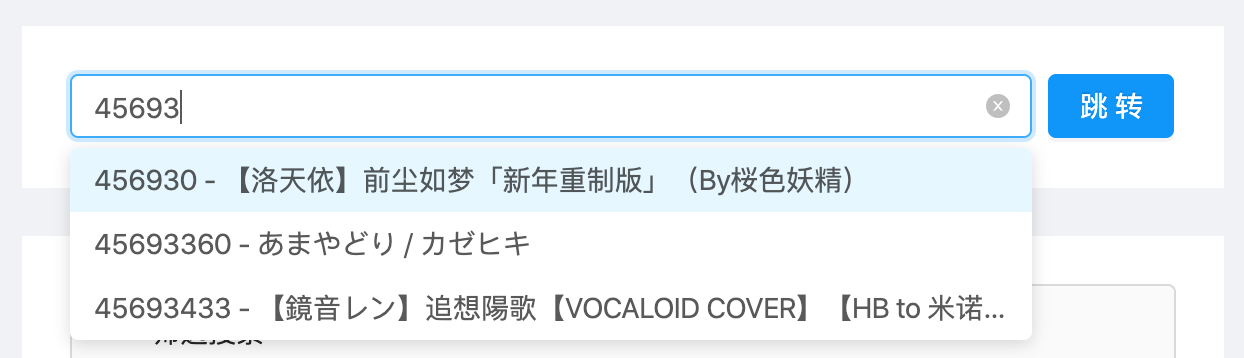 45693
跳 转
456930 - 【洛天依】前尘如梦「新年重制版」（By桜色妖精）
45693360 - あまやどり / カゼヒキ
45693433 - 【鏡音レン】追想陽歌【VOCALOID COVER】【HB to 米诺...